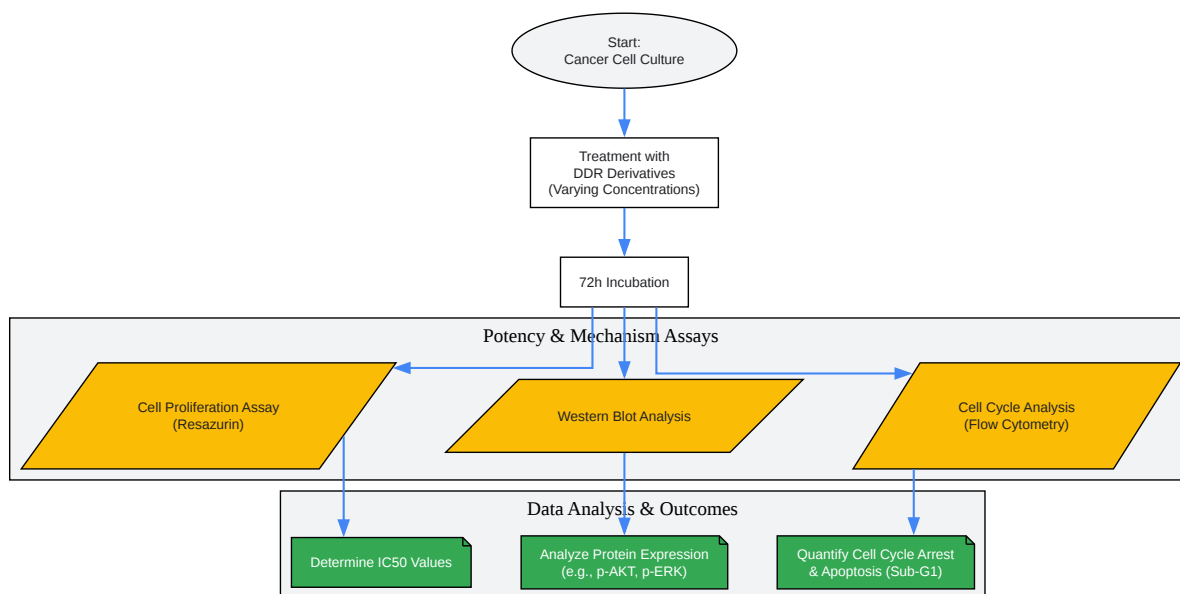 Start:
Cancer Cell Culture
Treatment with
DDR Derivatives
(Varying Concentrations)
72h Incubation
Potency & Mechanism Assays
Cell Proliferation Assay
(Resazurin)
Western Blot Analysis
Cell Cycle Analysis
(Flow Cytometry)
Data Analysis & Outcomes
Determine IC50 Values
Analyze Protein Expression
(e.g., p-AKT, p-ERK)
Quantify Cell Cycle Arrest
& Apoptosis (Sub-G1)